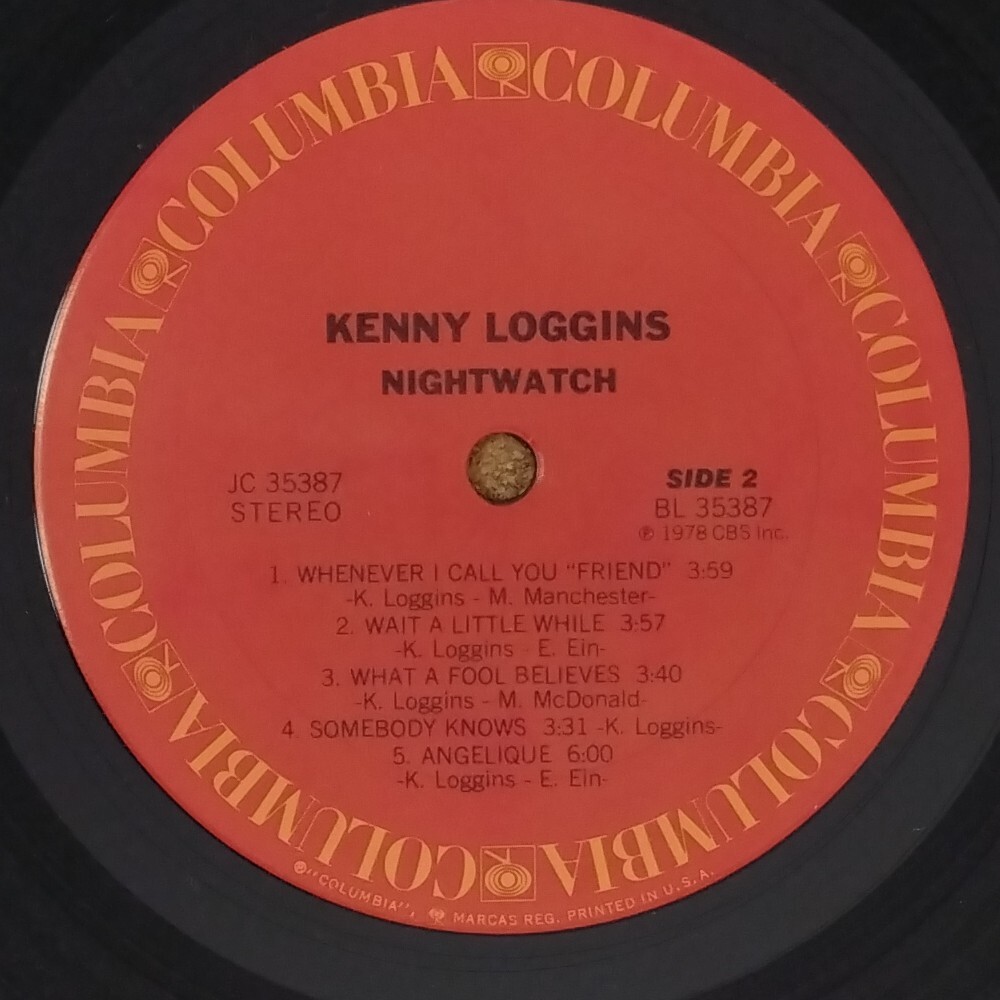 COLUMBIA COLUMBIA COLUMBIA COLUMBIA COLUMBIA COLUMBIA
KENNY LOGGINS
NIGHTWATCH
JC 35387
STEREO
SIDE 2
BL 35387
℗ 1978 CBS Inc.
1. WHENEVER I CALL YOU "FRIEND" 3:59
-K. Loggins - M. Manchester-
2. WAIT A LITTLE WHILE 3:57
-K. Loggins - E. Ein-
3. WHAT A FOOL BELIEVES 3:40
-K. Loggins - M. McDonald-
4. SOMEBODY KNOWS 3:31 -K. Loggins-
5. ANGELIQUE 6:00
-K. Loggins - E. Ein-
®"COLUMBIA", MARCAS REG. PRINTED IN U.S.A.